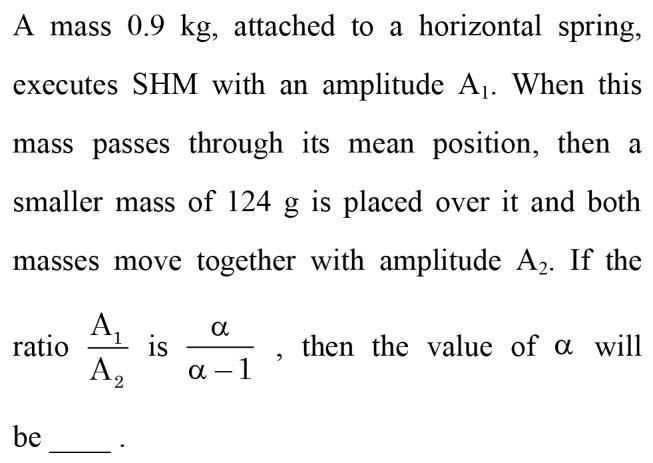 A mass 0.9 kg, attached to a horizontal spring,
executes SHM with an amplitude A₁. When this
mass passes through its mean position, then a
smaller mass of 124 g is placed over it and both
masses move together with amplitude A₂. If the
ratio A₁/A₂ is α/(α – 1) , then the value of α will
be ____ .